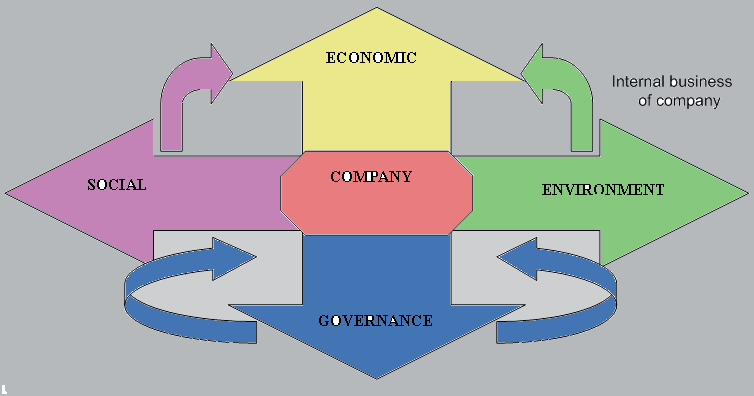 ECONOMIC
Internal business
of company
COMPANY
SOCIAL
ENVIRONMENT
GOVERNANCE